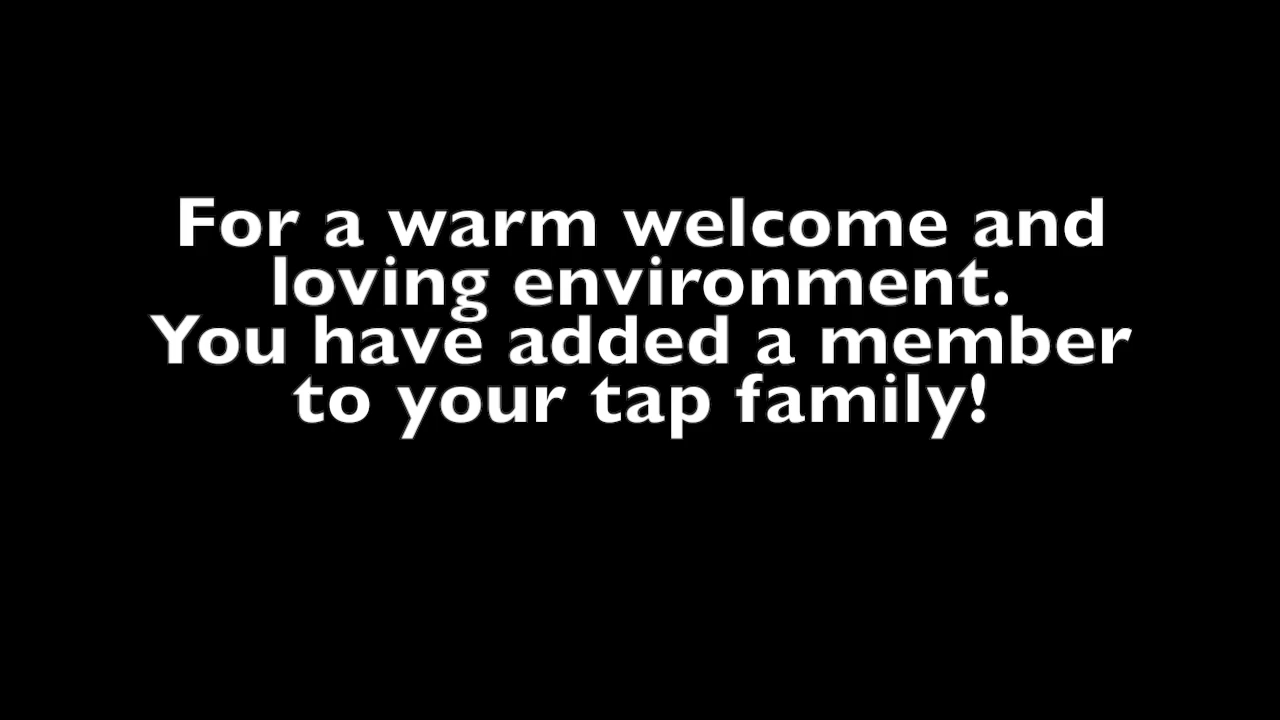 For a warm welcome and
loving environment.
You have added a member
to your tap family!